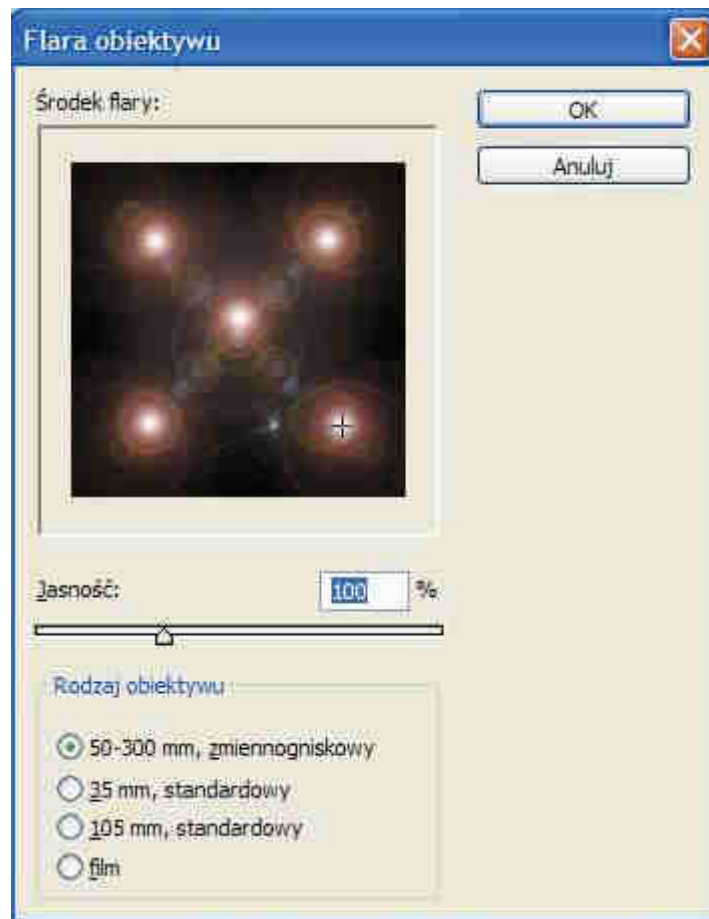 Flara obiektywu
Środek flary:
OK
Anuluj
Jasność:
100 %
Rodzaj obiektywu
50-300 mm, zmiennogniskowy
35 mm, standardowy
105 mm, standardowy
film